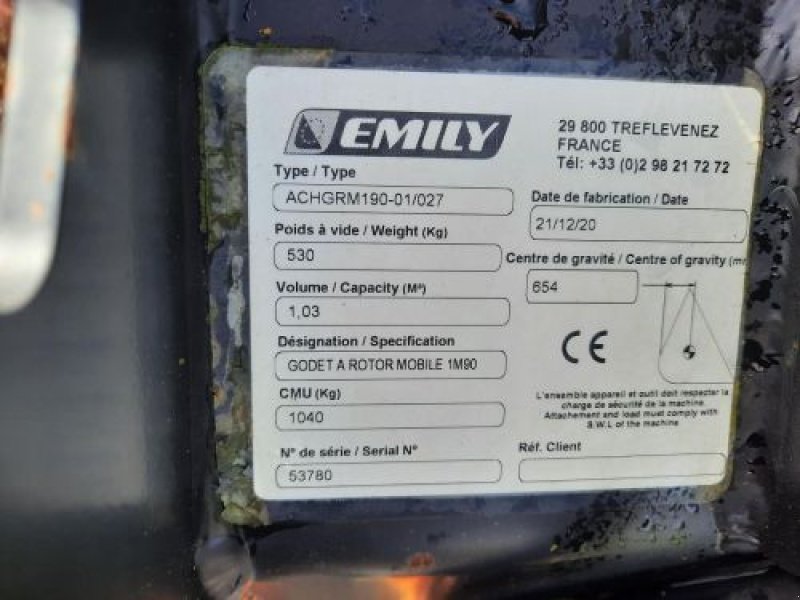 EMILY
29 800 TREFLEVENEZ
FRANCE
Tél: +33 (0)2 98 21 72 72
Type / Type
ACHGRM190-01/027
Date de fabrication / Date
21/12/20
Poids à vide / Weight (Kg)
530
Centre de gravité / Centre of gravity (mm
654
Volume / Capacity (M³)
1,03
Désignation / Specification
GODET A ROTOR MOBILE 1M90
CE
CMU (Kg)
1040
L'ensemble appareil et outil doit respecter la
charge de sécurité de la machine.
Attachement and load must comply with
S.W.L of the machine
N° de série / Serial N°
53780
Réf. Client